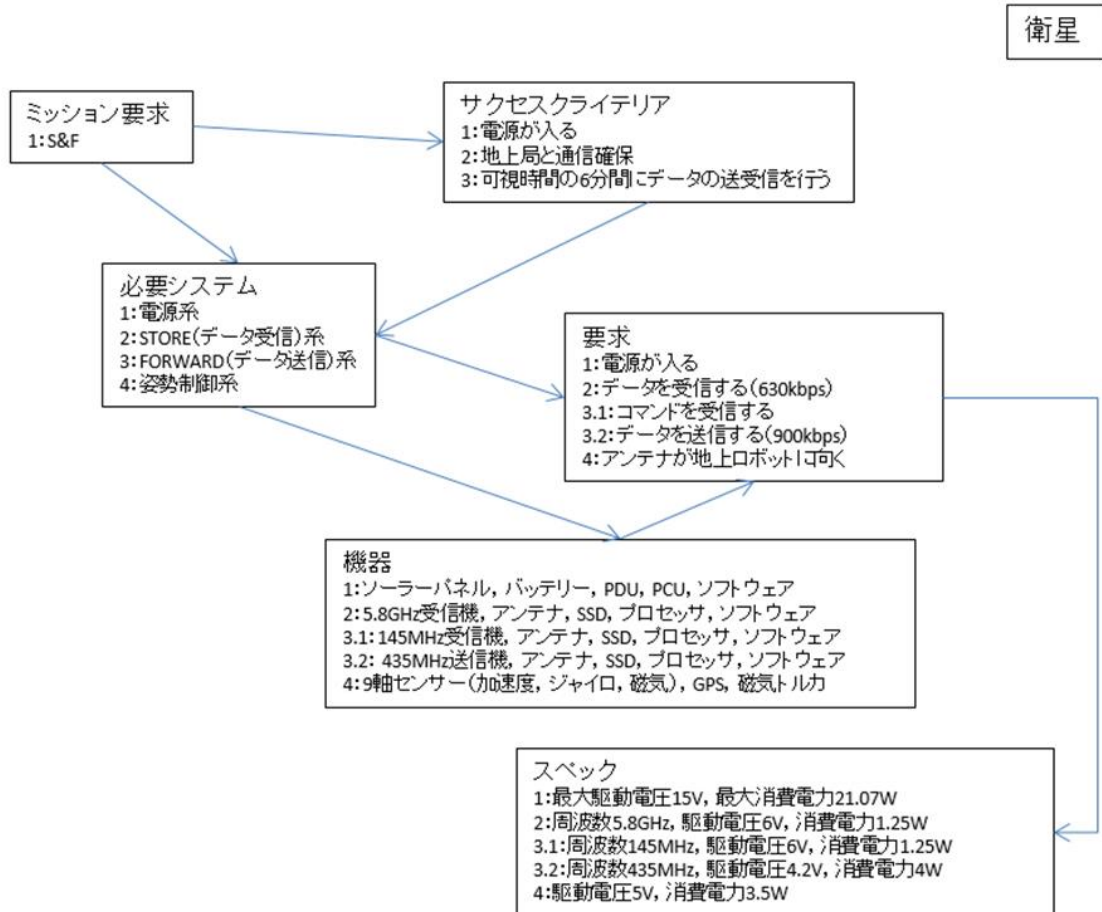 衛星
ミッション要求
1:S&F
サクセスクライテリア
1:電源が入る
2:地上局と通信確保
3:可視時間の6分間にデータの送受信を行う
必要システム
1:電源系
2:STORE(データ受信)系
3:FORWARD(データ送信)系
4:姿勢制御系
要求
1:電源が入る
2:データを受信する(630kbps)
3.1:コマンドを受信する
3.2:データを送信する(900kbps)
4:アンテナが地上ロボットに向く
機器
1:ソーラーパネル, バッテリー, PDU, PCU, ソフトウェア
2:5.8GHz受信機, アンテナ, SSD, プロセッサ, ソフトウェア
3.1:145MHz受信機, アンテナ, SSD, プロセッサ, ソフトウェア
3.2: 435MHz送信機, アンテナ, SSD, プロセッサ, ソフトウェア
4:9軸センサー(加速度, ジャイロ, 磁気), GPS, 磁気トルカ
スペック
1:最大駆動電圧15V, 最大消費電力21.07W
2:周波数5.8GHz, 駆動電圧6V, 消費電力1.25W
3.1:周波数145MHz, 駆動電圧6V, 消費電力1.25W
3.2:周波数435MHz, 駆動電圧4.2V, 消費電力4W
4:駆動電圧5V, 消費電力3.5W